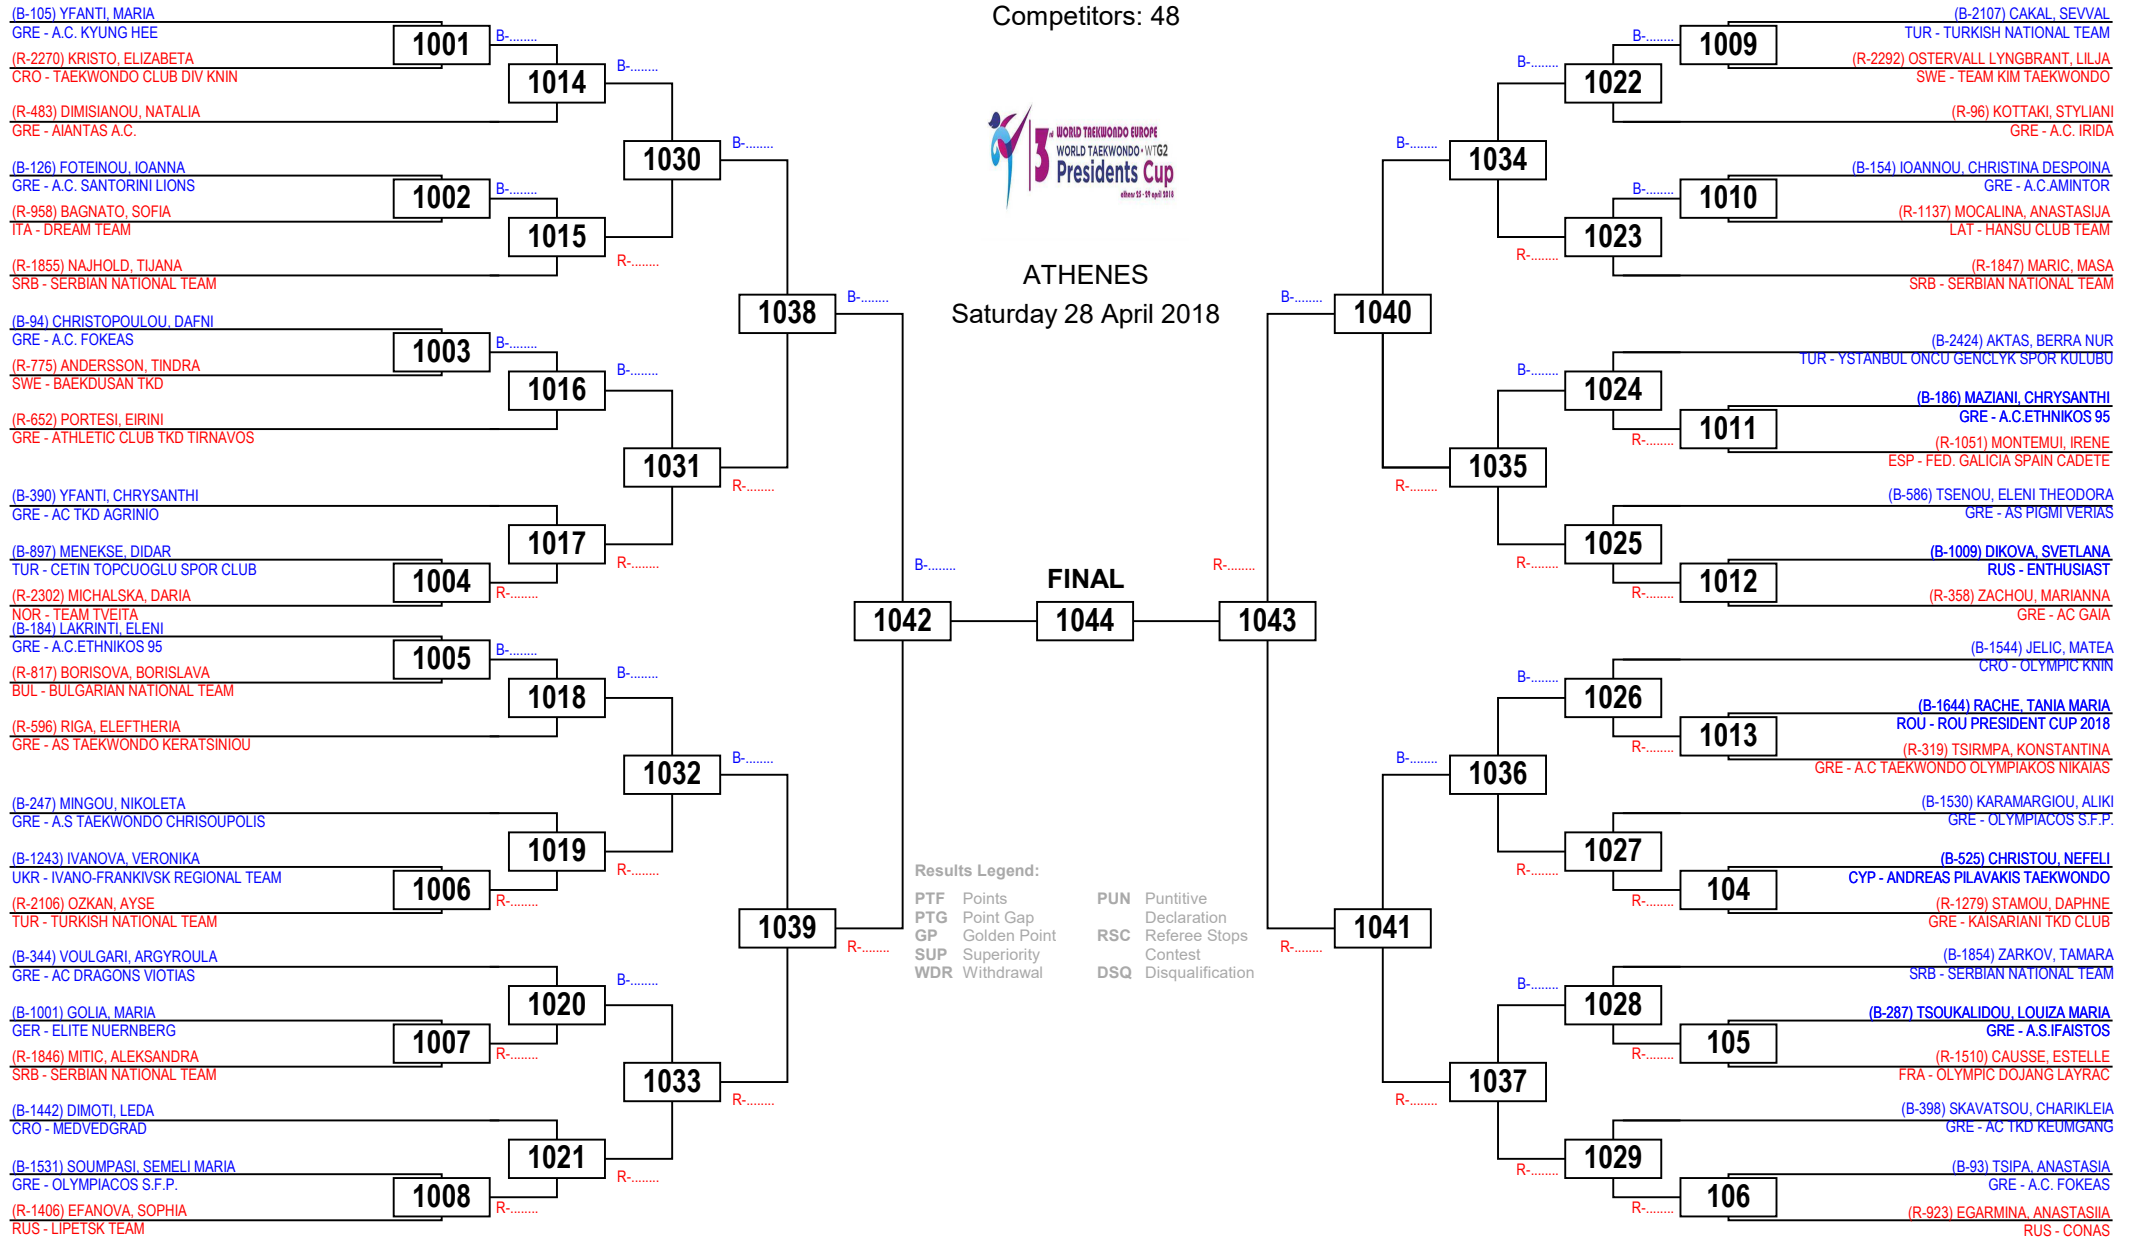 Competitors: 48
3rd WORLD TAEKWONDO EUROPE
WORLD TAEKWONDO • WTG2
Presidents Cup
athens 25 - 29 april 2018
ATHENES
Saturday 28 April 2018
(B-105) YFANTI, MARIA
GRE - A.C. KYUNG HEE
1001
B-........
(R-2270) KRISTO, ELIZABETA
CRO - TAEKWONDO CLUB DIV KNIN
1014
B-........
(R-483) DIMISIANOU, NATALIA
GRE - AIANTAS A.C.
1030
B-........
(B-126) FOTEINOU, IOANNA
GRE - A.C. SANTORINI LIONS
1002
B-........
(R-958) BAGNATO, SOFIA
ITA - DREAM TEAM
1015
R-........
(R-1855) NAJHOLD, TIJANA
SRB - SERBIAN NATIONAL TEAM
1038
B-........
(B-94) CHRISTOPOULOU, DAFNI
GRE - A.C. FOKEAS
1003
B-........
(R-775) ANDERSSON, TINDRA
SWE - BAEKDUSAN TKD
1016
B-........
(R-652) PORTESI, EIRINI
GRE - ATHLETIC CLUB TKD TIRNAVOS
1031
R-........
(B-390) YFANTI, CHRYSANTHI
GRE - AC TKD AGRINIO
1017
R-........
(B-897) MENEKSE, DIDAR
TUR - CETIN TOPCUOGLU SPOR CLUB
1004
R-........
(R-2302) MICHALSKA, DARIA
NOR - TEAM TVEITA
1042
B-........
(B-184) LAKRINTI, ELENI
GRE - A.C.ETHNIKOS 95
1005
B-........
(R-817) BORISOVA, BORISLAVA
BUL - BULGARIAN NATIONAL TEAM
1018
B-........
(R-596) RIGA, ELEFTHERIA
GRE - AS TAEKWONDO KERATSINIOU
1032
B-........
(B-247) MINGOU, NIKOLETA
GRE - A.S TAEKWONDO CHRISOUPOLIS
1019
R-........
(B-1243) IVANOVA, VERONIKA
UKR - IVANO-FRANKIVSK REGIONAL TEAM
1006
R-........
(R-2106) OZKAN, AYSE
TUR - TURKISH NATIONAL TEAM
1039
R-........
(B-344) VOULGARI, ARGYROULA
GRE - AC DRAGONS VIOTIAS
1020
B-........
(B-1001) GOLIA, MARIA
GER - ELITE NUERNBERG
1007
R-........
(R-1846) MITIC, ALEKSANDRA
SRB - SERBIAN NATIONAL TEAM
1033
R-........
(B-1442) DIMOTI, LEDA
CRO - MEDVEDGRAD
1021
R-........
(B-1531) SOUMPASI, SEMELI MARIA
GRE - OLYMPIACOS S.F.P.
1008
R-........
(R-1406) EFANOVA, SOPHIA
RUS - LIPETSK TEAM
FINAL
1044
Results Legend:
PTF Points
PTG Point Gap
GP Golden Point
SUP Superiority
WDR Withdrawal
PUN Puntitive
Declaration
RSC Referee Stops
Contest
DSQ Disqualification
(B-2107) CAKAL, SEVVAL
TUR - TURKISH NATIONAL TEAM
B-........
1009
(R-2292) OSTERVALL LYNGBRANT, LILJA
SWE - TEAM KIM TAEKWONDO
B-........
1022
(R-96) KOTTAKI, STYLIANI
GRE - A.C. IRIDA
B-........
1034
(B-154) IOANNOU, CHRISTINA DESPOINA
GRE - A.C.AMINTOR
B-........
1010
(R-1137) MOCALINA, ANASTASIJA
LAT - HANSU CLUB TEAM
R-........
1023
(R-1847) MARIC, MASA
SRB - SERBIAN NATIONAL TEAM
B-........
1040
(B-2424) AKTAS, BERRA NUR
TUR - YSTANBUL ONCU GENCLYK SPOR KULUBU
B-........
1024
(B-186) MAZIANI, CHRYSANTHI
GRE - A.C.ETHNIKOS 95
R-........
1011
(R-1051) MONTEMUI, IRENE
ESP - FED. GALICIA SPAIN CADETE
R-........
1035
(B-586) TSENOU, ELENI THEODORA
GRE - AS PIGMI VERIAS
R-........
1025
(B-1009) DIKOVA, SVETLANA
RUS - ENTHUSIAST
R-........
1012
(R-358) ZACHOU, MARIANNA
GRE - AC GAIA
R-........
1043
(B-1544) JELIC, MATEA
CRO - OLYMPIC KNIN
B-........
1026
(B-1644) RACHE, TANIA MARIA
ROU - ROU PRESIDENT CUP 2018
R-........
1013
(R-319) TSIRMPA, KONSTANTINA
GRE - A.C TAEKWONDO OLYMPIAKOS NIKAIAS
B-........
1036
(B-1530) KARAMARGIOU, ALIKI
GRE - OLYMPIACOS S.F.P.
R-........
1027
(B-525) CHRISTOU, NEFELI
CYP - ANDREAS PILAVAKIS TAEKWONDO
R-........
104
(R-1279) STAMOU, DAPHNE
GRE - KAISARIANI TKD CLUB
R-........
1041
(B-1854) ZARKOV, TAMARA
SRB - SERBIAN NATIONAL TEAM
B-........
1028
(B-287) TSOUKALIDOU, LOUIZA MARIA
GRE - A.S.IFAISTOS
R-........
105
(R-1510) CAUSSE, ESTELLE
FRA - OLYMPIC DOJANG LAYRAC
R-........
1037
(B-398) SKAVATSOU, CHARIKLEIA
GRE - AC TKD KEUMGANG
R-........
1029
(B-93) TSIPA, ANASTASIA
GRE - A.C. FOKEAS
R-........
106
(R-923) EGARMINA, ANASTASIIA
RUS - CONAS